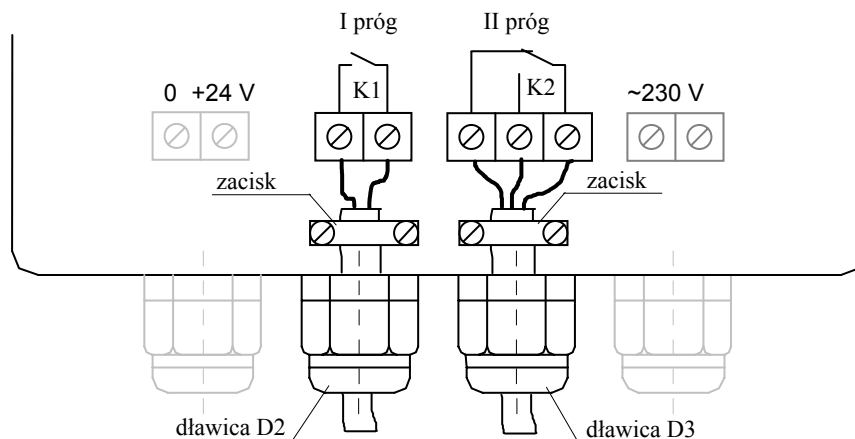 I próg
II próg
0 +24 V
K1
K2
~230 V
zacisk
zacisk
dławica D2
dławica D3